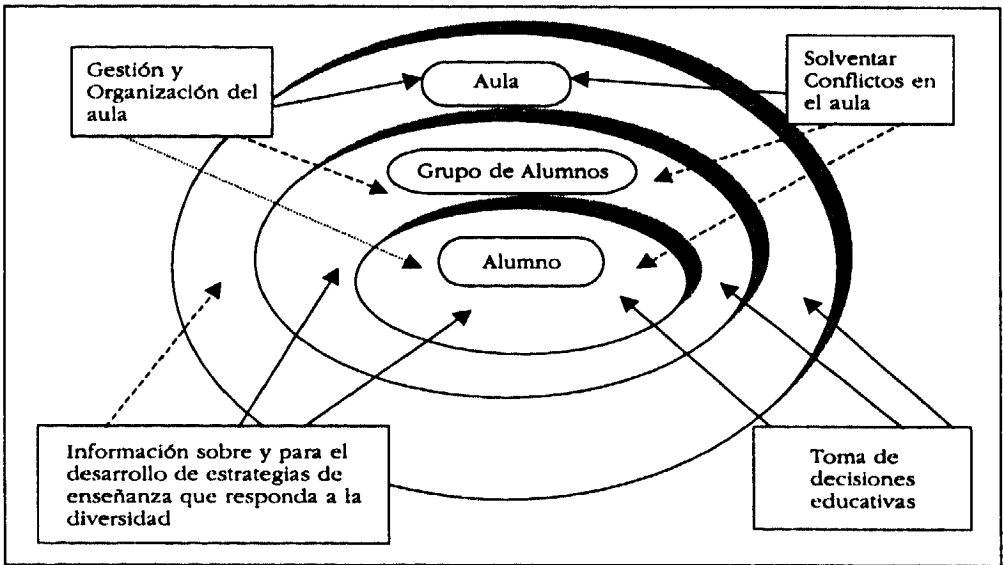 Gestión y
Organización del
aula
Aula
Solventar
Conflictos en
el aula
Grupo de Alumnos
Alumno
Información sobre y para el
desarrollo de estrategias de
enseñanza que responda a la
diversidad
Toma de
decisiones
educativas